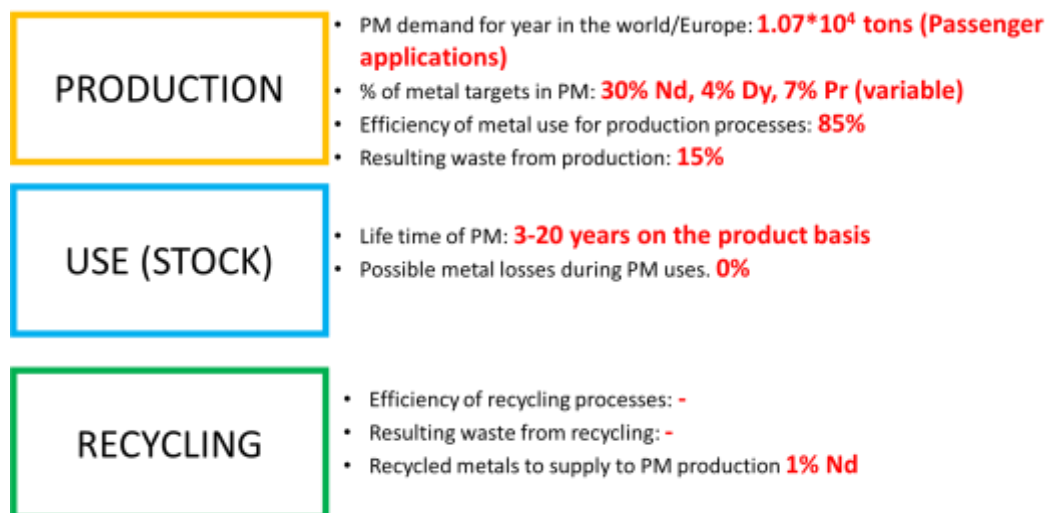 PRODUCTION
• PM demand for year in the world/Europe: 1.07*10⁴ tons (Passenger
applications)
• % of metal targets in PM: 30% Nd, 4% Dy, 7% Pr (variable)
• Efficiency of metal use for production processes: 85%
• Resulting waste from production: 15%
USE (STOCK)
• Life time of PM: 3-20 years on the product basis
• Possible metal losses during PM uses. 0%
RECYCLING
• Efficiency of recycling processes: -
• Resulting waste from recycling: -
• Recycled metals to supply to PM production 1% Nd